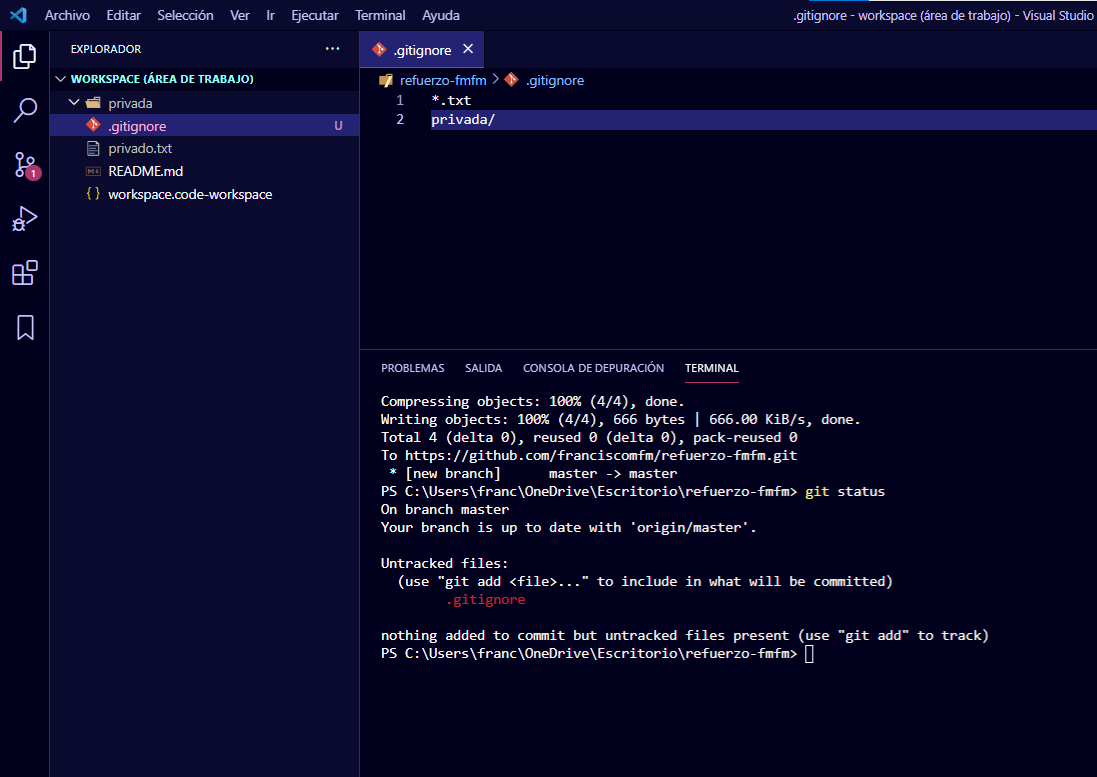 Archivo Editar Selección Ver Ir Ejecutar Terminal Ayuda .gitignore - workspace (área de trabajo) - Visual Studio
EXPLORADOR ...
WORKSPACE (ÁREA DE TRABAJO)
privada
.gitignore U
privado.txt
README.md
{} workspace.code-workspace
1
.gitignore
refuerzo-fmfm > .gitignore
1 *.txt
2 privada/
PROBLEMAS SALIDA CONSOLA DE DEPURACIÓN TERMINAL
Compressing objects: 100% (4/4), done.
Writing objects: 100% (4/4), 666 bytes | 666.00 KiB/s, done.
Total 4 (delta 0), reused 0 (delta 0), pack-reused 0
To https://github.com/franciscomfm/refuerzo-fmfm.git
 * [new branch]      master -> master
PS C:\Users\franc\OneDrive\Escritorio\refuerzo-fmfm> git status
On branch master
Your branch is up to date with 'origin/master'.
Untracked files:
  (use "git add <file>..." to include in what will be committed)
        .gitignore
nothing added to commit but untracked files present (use "git add" to track)
PS C:\Users\franc\OneDrive\Escritorio\refuerzo-fmfm>